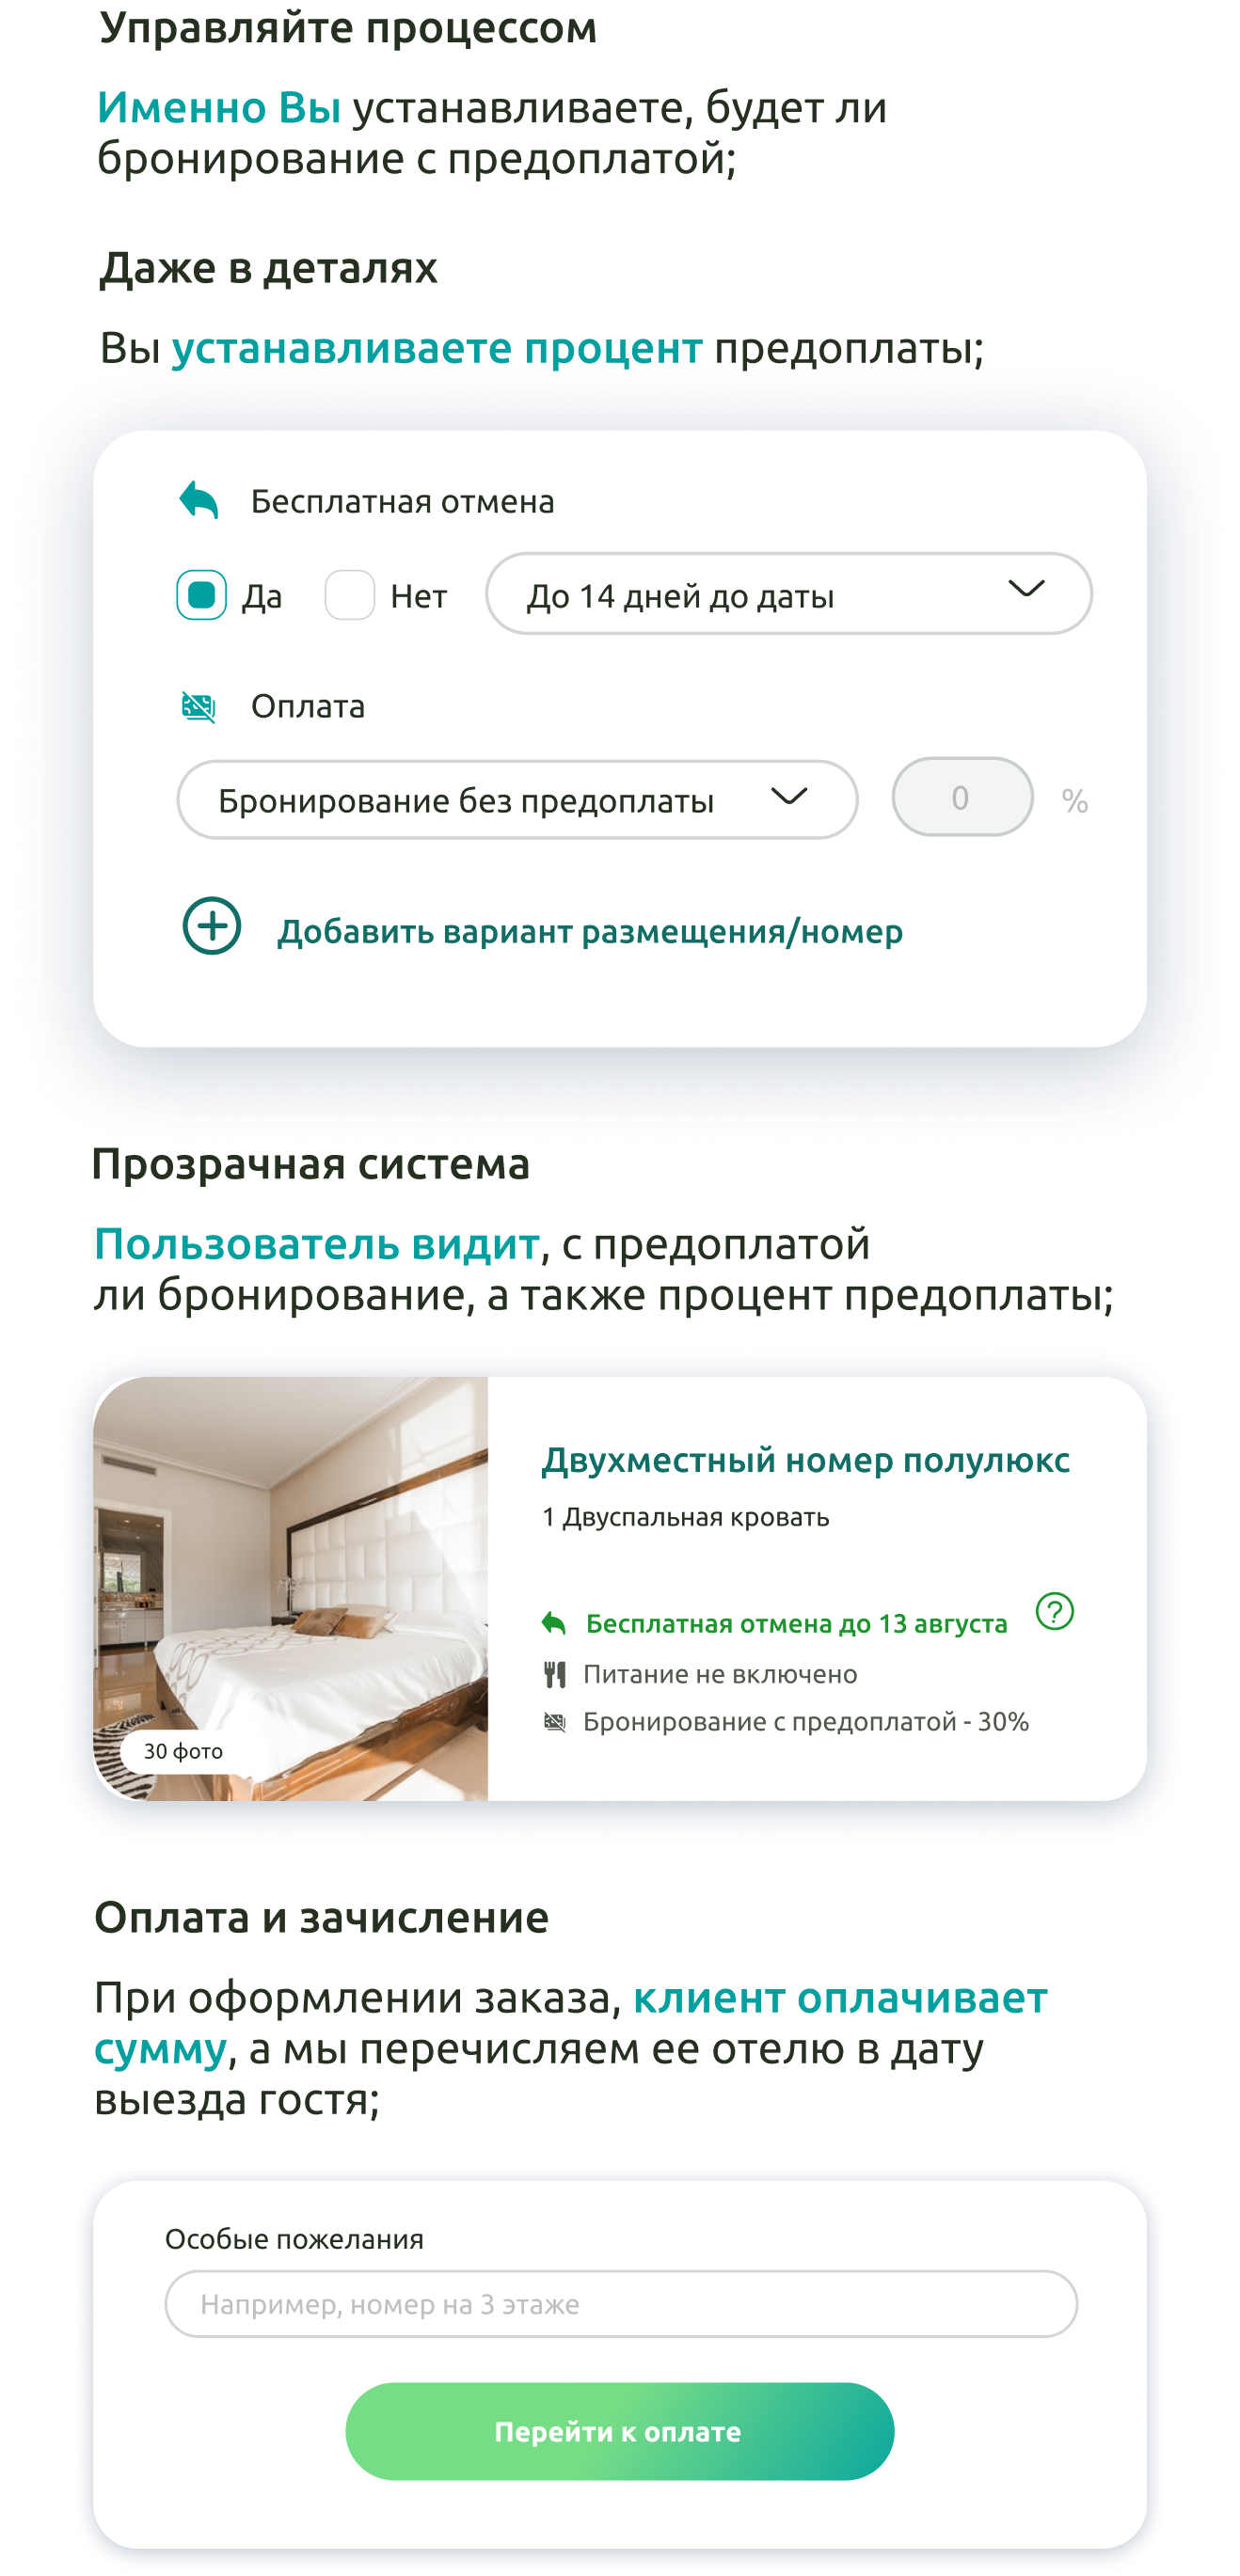 Управляйте процессом
Именно Вы устанавливаете, будет ли
бронирование с предоплатой;
Даже в деталях
Вы устанавливаете процент предоплаты;
Бесплатная отмена
Да Нет До 14 дней до даты
Оплата
Бронирование без предоплаты 0 %
Добавить вариант размещения/номер
Прозрачная система
Пользователь видит, с предоплатой
ли бронирование, а также процент предоплаты;
Двухместный номер полулюкс
1 Двуспальная кровать
Бесплатная отмена до 13 августа ?
Питание не включено
Бронирование с предоплатой - 30%
30 фото
Оплата и зачисление
При оформлении заказа, клиент оплачивает
сумму, а мы перечисляем ее отелю в дату
выезда гостя;
Особые пожелания
Например, номер на 3 этаже
Перейти к оплате